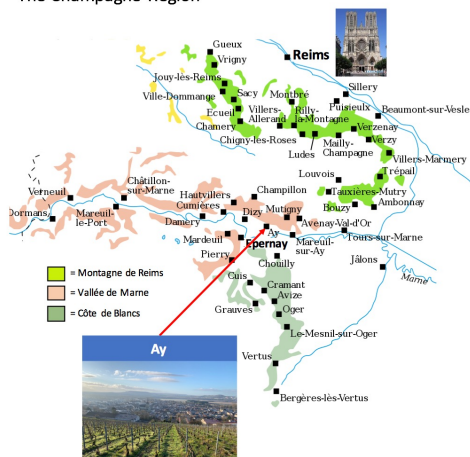 The Champagne Region
Gueux
Reims
Vrigny
Jouy-lès-Reims
Sillery
Ville-Dommange
Sacy
Montbré
Puisieulx
Ecueil
Villers-
Allerand
Rilly-
la-Montagne
Beaumont-sur-Vesle
Chamery
Verzenay
Chigny-les-Roses
Ludes
Mailly-
Champagne
Verzy
Villers-Marmery
Louvois
Trépail
Châtillon
-sur-Marne
Tauxières-Mutry
Verneuil
Hautvillers
Champillon
Bouzy
Ambonnay
Cumières
Dormans
Mareuil-
le-Port
Damery
Dizy
Mutigny
Avenay-Val-d'Or
Ay
Mardeuil
Epernay
Mareuil-
sur-Ay
Tours-sur-Marne
Pierry
Chouilly
Jâlons
Marne
Cuis
Cramant
Avize
Grauves
Oger
Le-Mesnil-sur-Oger
Vertus
Bergères-lès-Vertus
= Montagne de Reims
= Vallée de Marne
= Côte de Blancs
Ay